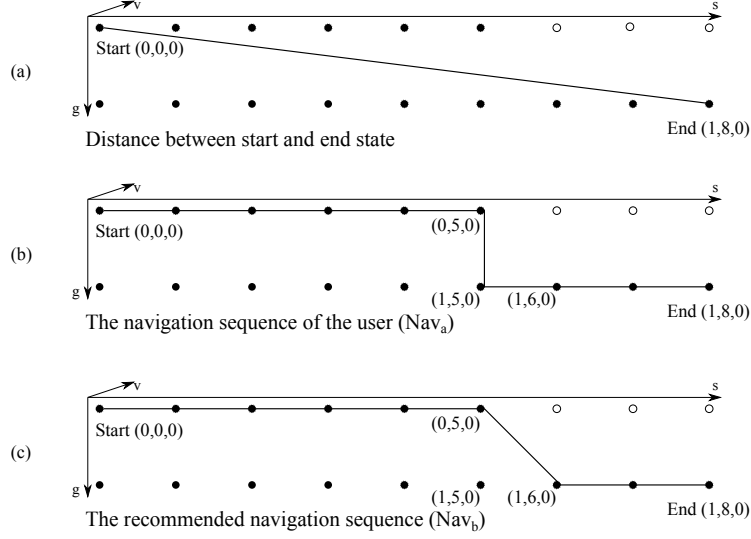 v
s
Start (0,0,0)
(a)
g
End (1,8,0)
Distance between start and end state
v
s
Start (0,0,0)
(0,5,0)
(b)
g
(1,5,0)
(1,6,0)
End (1,8,0)
The navigation sequence of the user (Navₐ)
v
s
Start (0,0,0)
(0,5,0)
(c)
g
(1,5,0)
(1,6,0)
End (1,8,0)
The recommended navigation sequence (Nav_b)